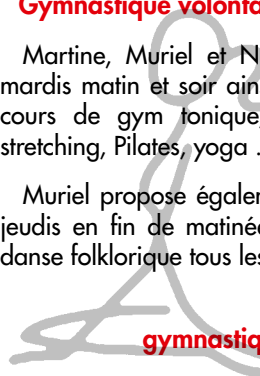 Gymnastique volonta
Martine, Muriel et N
mardis matin et soir ain
cours de gym tonique,
stretching, Pilates, yoga .
Muriel propose égaler
jeudis en fin de matinée
danse folklorique tous les
gymnastiq